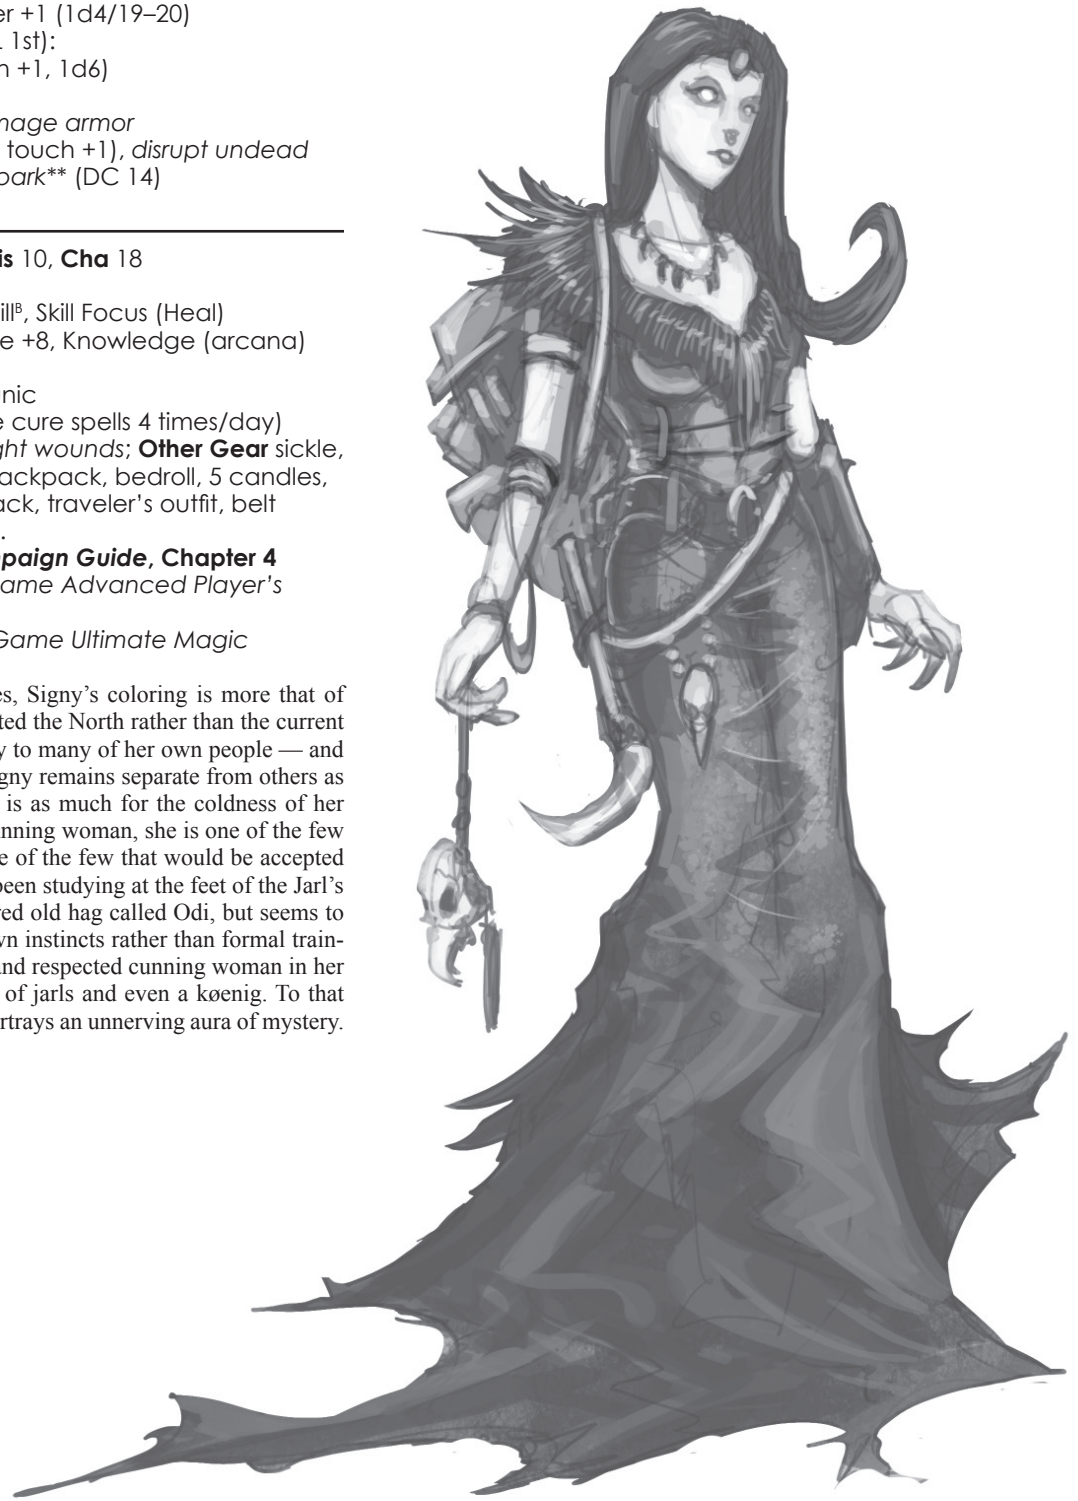 er +1 (1d4/19–20)
1st):
n +1, 1d6)
mage armor
touch +1), disrupt undead
park** (DC 14)
is 10, Cha 18
illᴮ, Skill Focus (Heal)
e +8, Knowledge (arcana)
nic
e cure spells 4 times/day)
ght wounds; Other Gear sickle,
ackpack, bedroll, 5 candles,
ack, traveler’s outfit, belt
.
paign Guide, Chapter 4
ame Advanced Player’s
Game Ultimate Magic
es, Signy’s coloring is more that of
ted the North rather than the current
y to many of her own people — and
igny remains separate from others as
is as much for the coldness of her
nning woman, she is one of the few
e of the few that would be accepted
been studying at the feet of the Jarl’s
red old hag called Odi, but seems to
wn instincts rather than formal train-
and respected cunning woman in her
of jarls and even a køenig. To that
rtrays an unnerving aura of mystery.